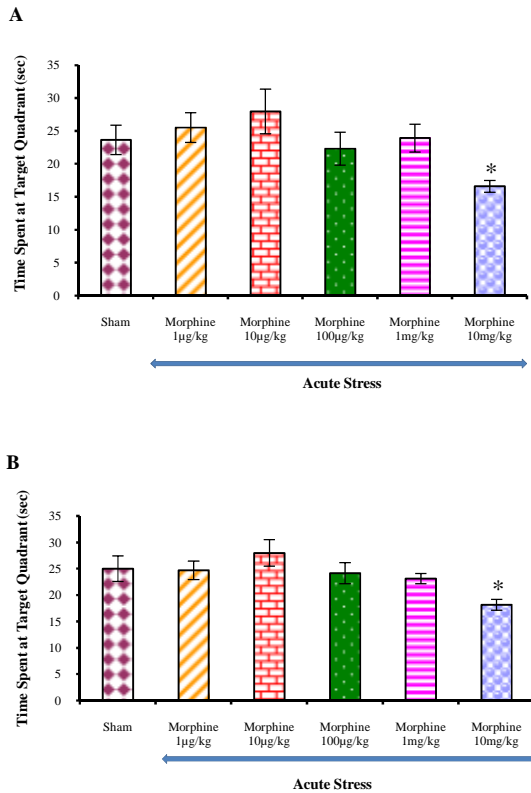 A
Time Spent at Target Quadrant (sec)
35
30
25
20
15
10
5
0
*
Sham
Morphine 1µg/kg
Morphine 10µg/kg
Morphine 100µg/kg
Morphine 1mg/kg
Morphine 10mg/kg
Acute Stress
B
Time Spent at Target Quadrant (sec)
35
30
25
20
15
10
5
0
*
Sham
Morphine 1µg/kg
Morphine 10µg/kg
Morphine 100µg/kg
Morphine 1mg/kg
Morphine 10mg/kg
Acute Stress